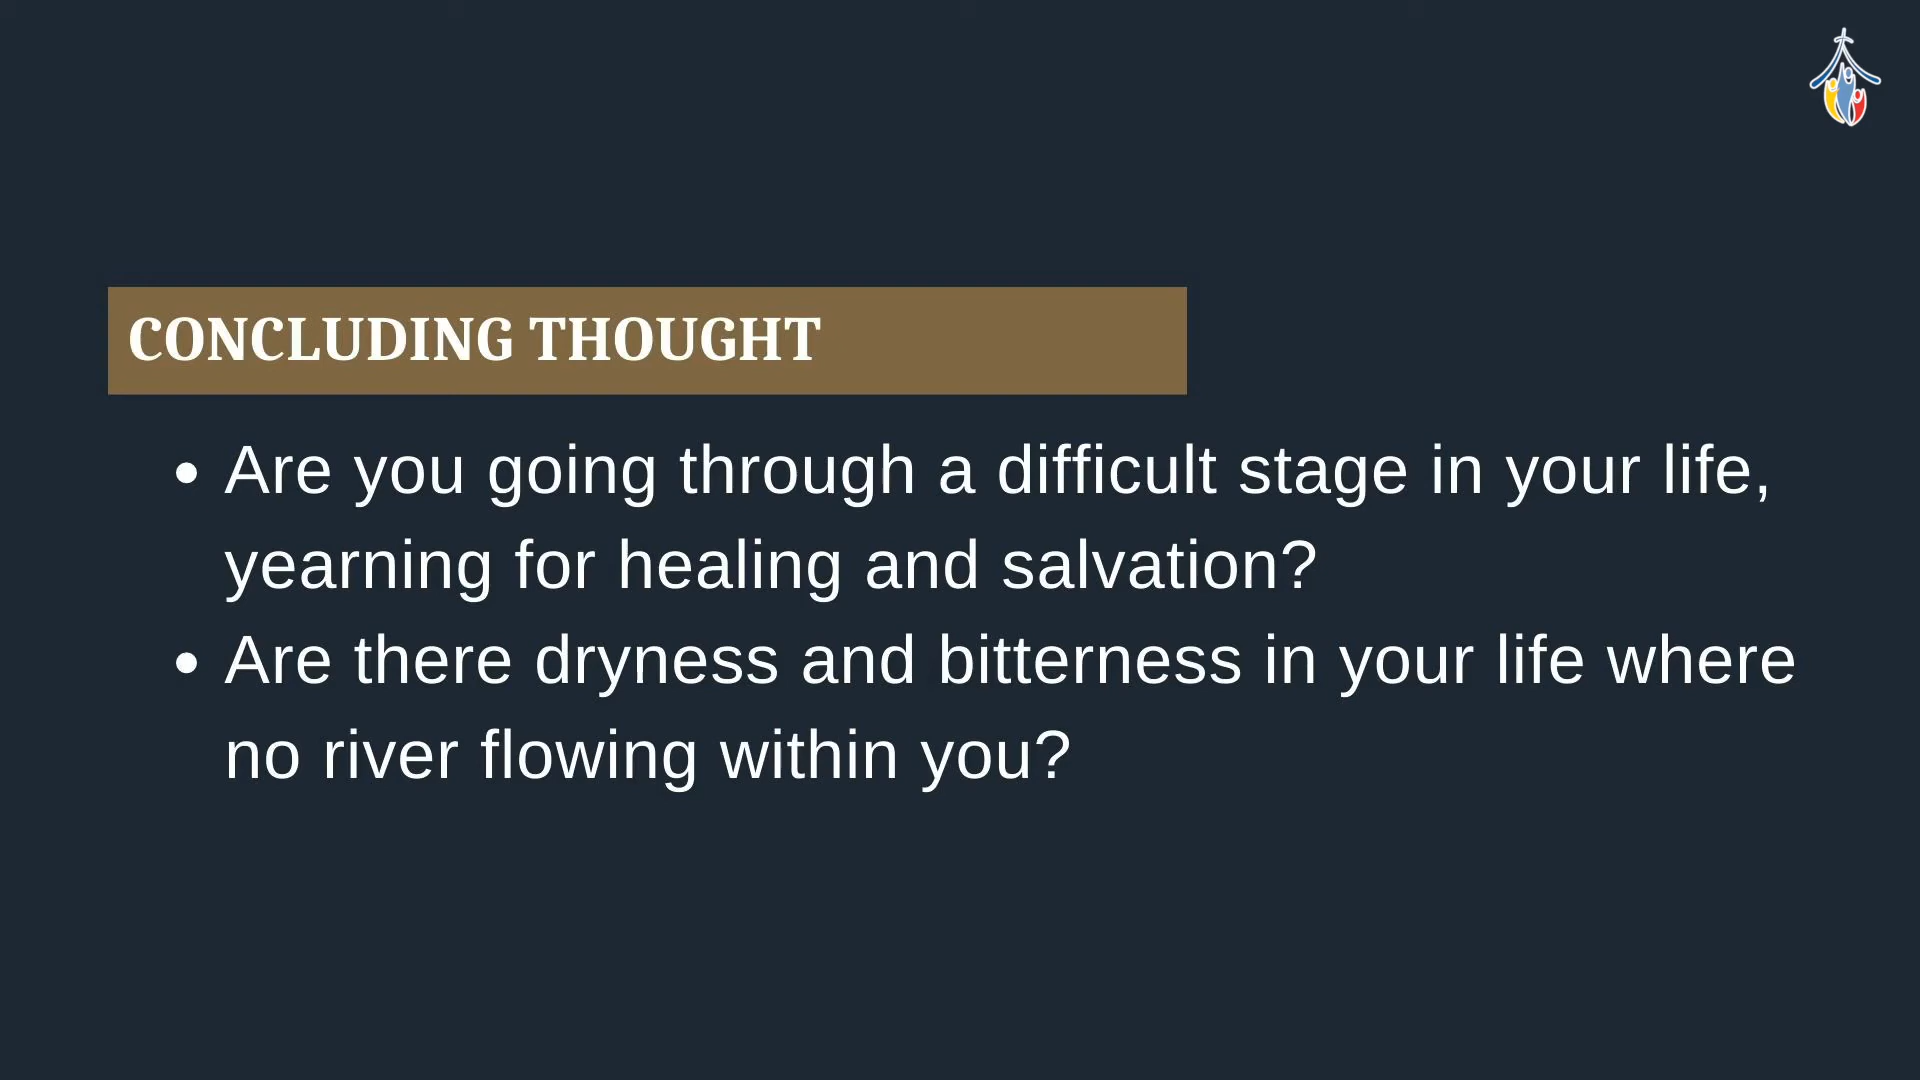 CONCLUDING THOUGHT
• Are you going through a difficult stage in your life,
yearning for healing and salvation?
• Are there dryness and bitterness in your life where
no river flowing within you?